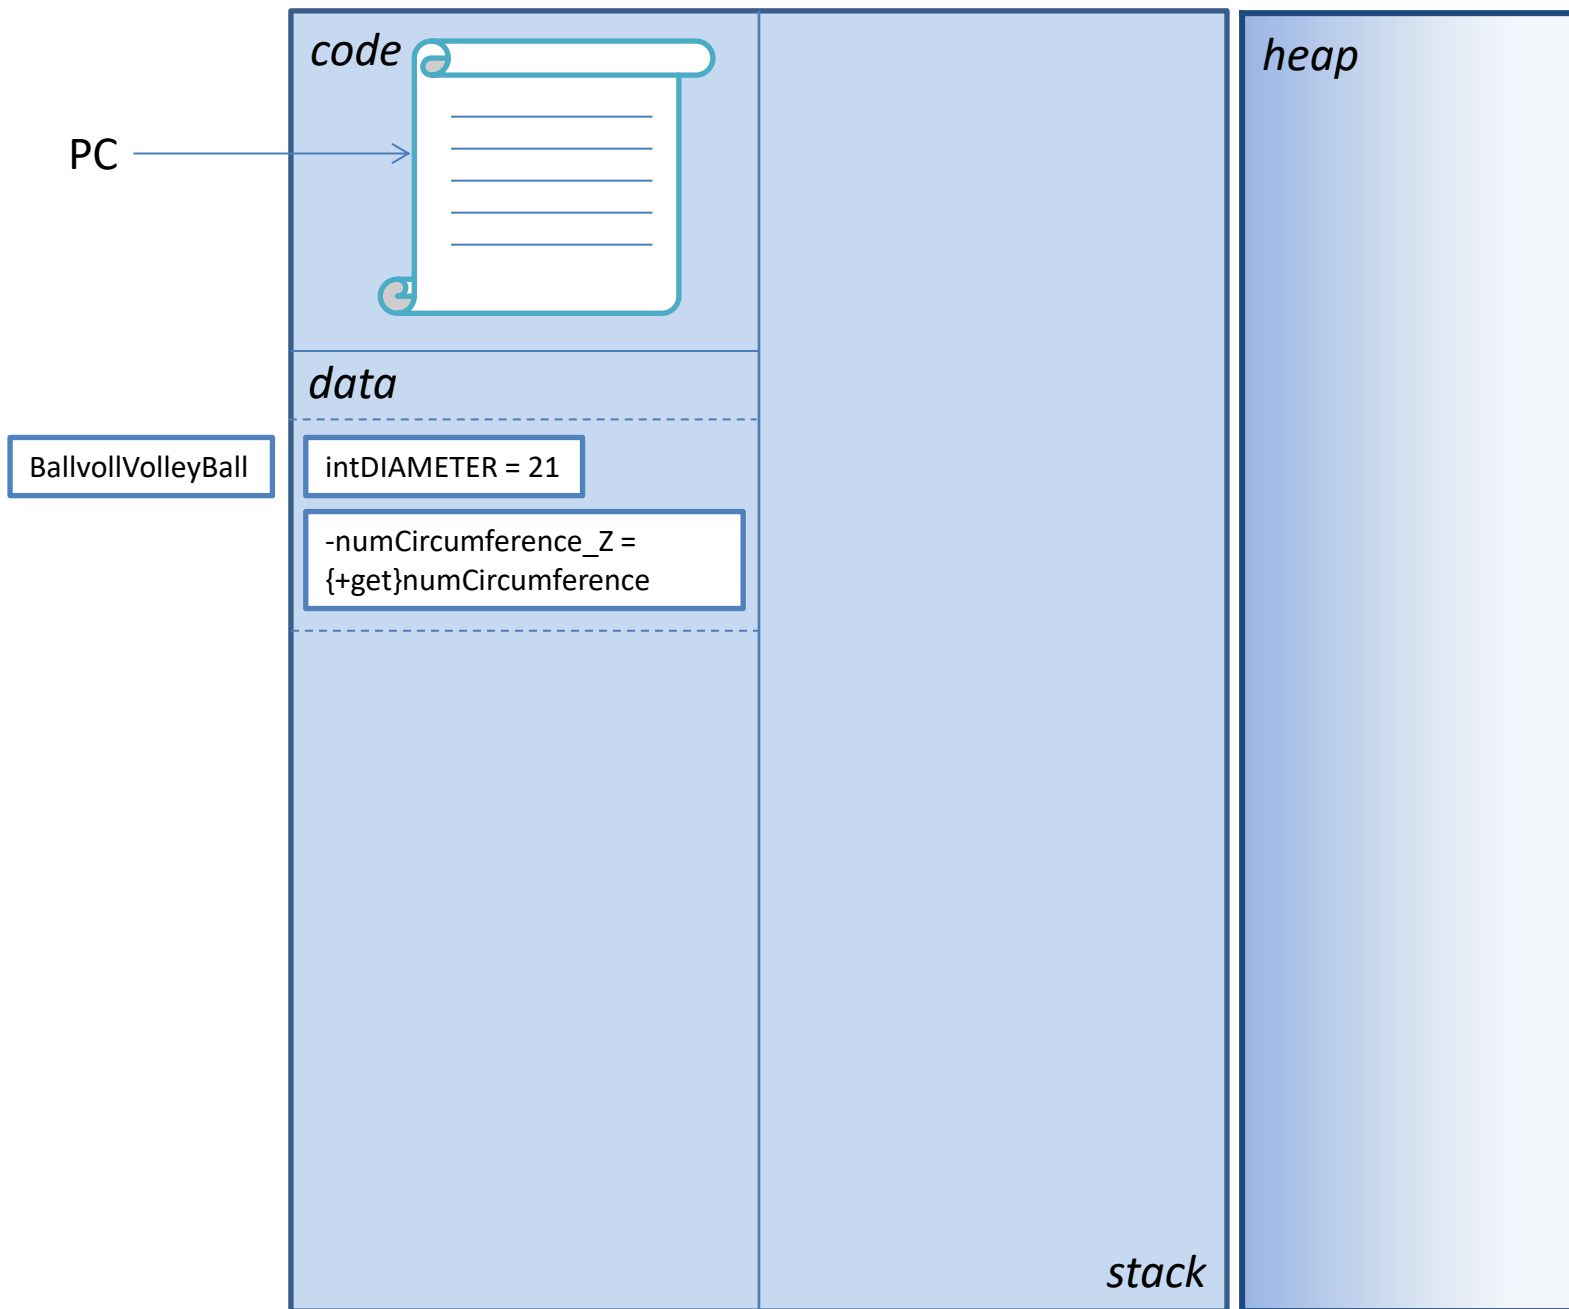 code
heap
PC
data
BallvollVolleyBall
intDIAMETER = 21
-numCircumference_Z =
{+get}numCircumference
stack